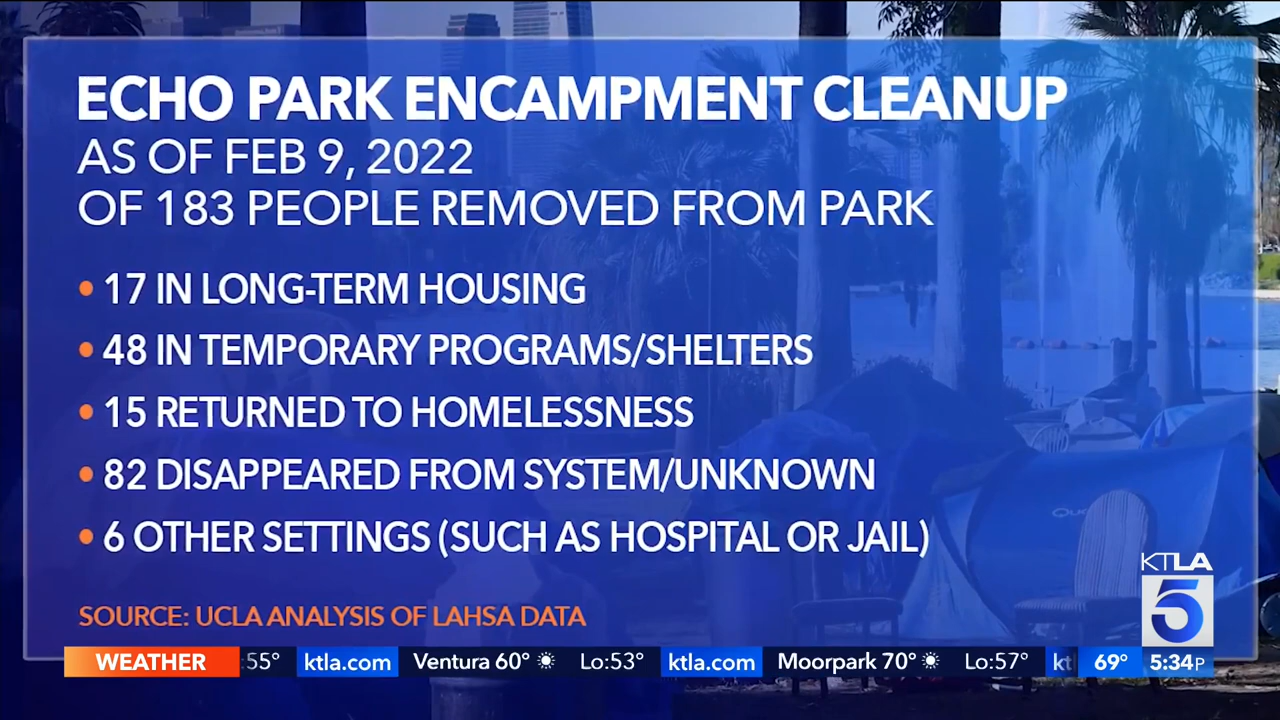 ECHO PARK ENCAMPMENT CLEANUP
AS OF FEB 9, 2022
OF 183 PEOPLE REMOVED FROM PARK
• 17 IN LONG-TERM HOUSING
• 48 IN TEMPORARY PROGRAMS/SHELTERS
• 15 RETURNED TO HOMELESSNESS
• 82 DISAPPEARED FROM SYSTEM/UNKNOWN
• 6 OTHER SETTINGS (SUCH AS HOSPITAL OR JAIL)
SOURCE: UCLA ANALYSIS OF LAHSA DATA
KTLA
5
WEATHER 55° ktla.com Ventura 60° Lo:53° ktla.com Moorpark 70° Lo:57° kt 69° 5:34P